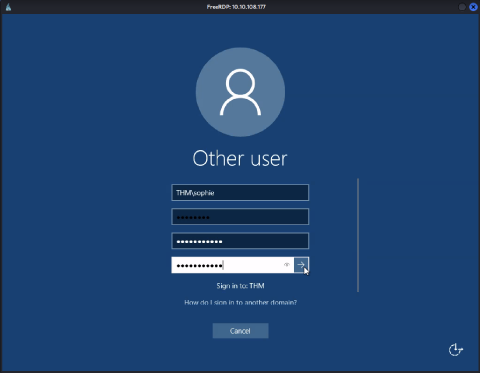 FreeRDP: 10.10.108.177
Other user
THM\sophie
●●●●●●●●
●●●●●●●●●●●
●●●●●●●●●●●
Sign in to: THM
How do I sign in to another domain?
Cancel